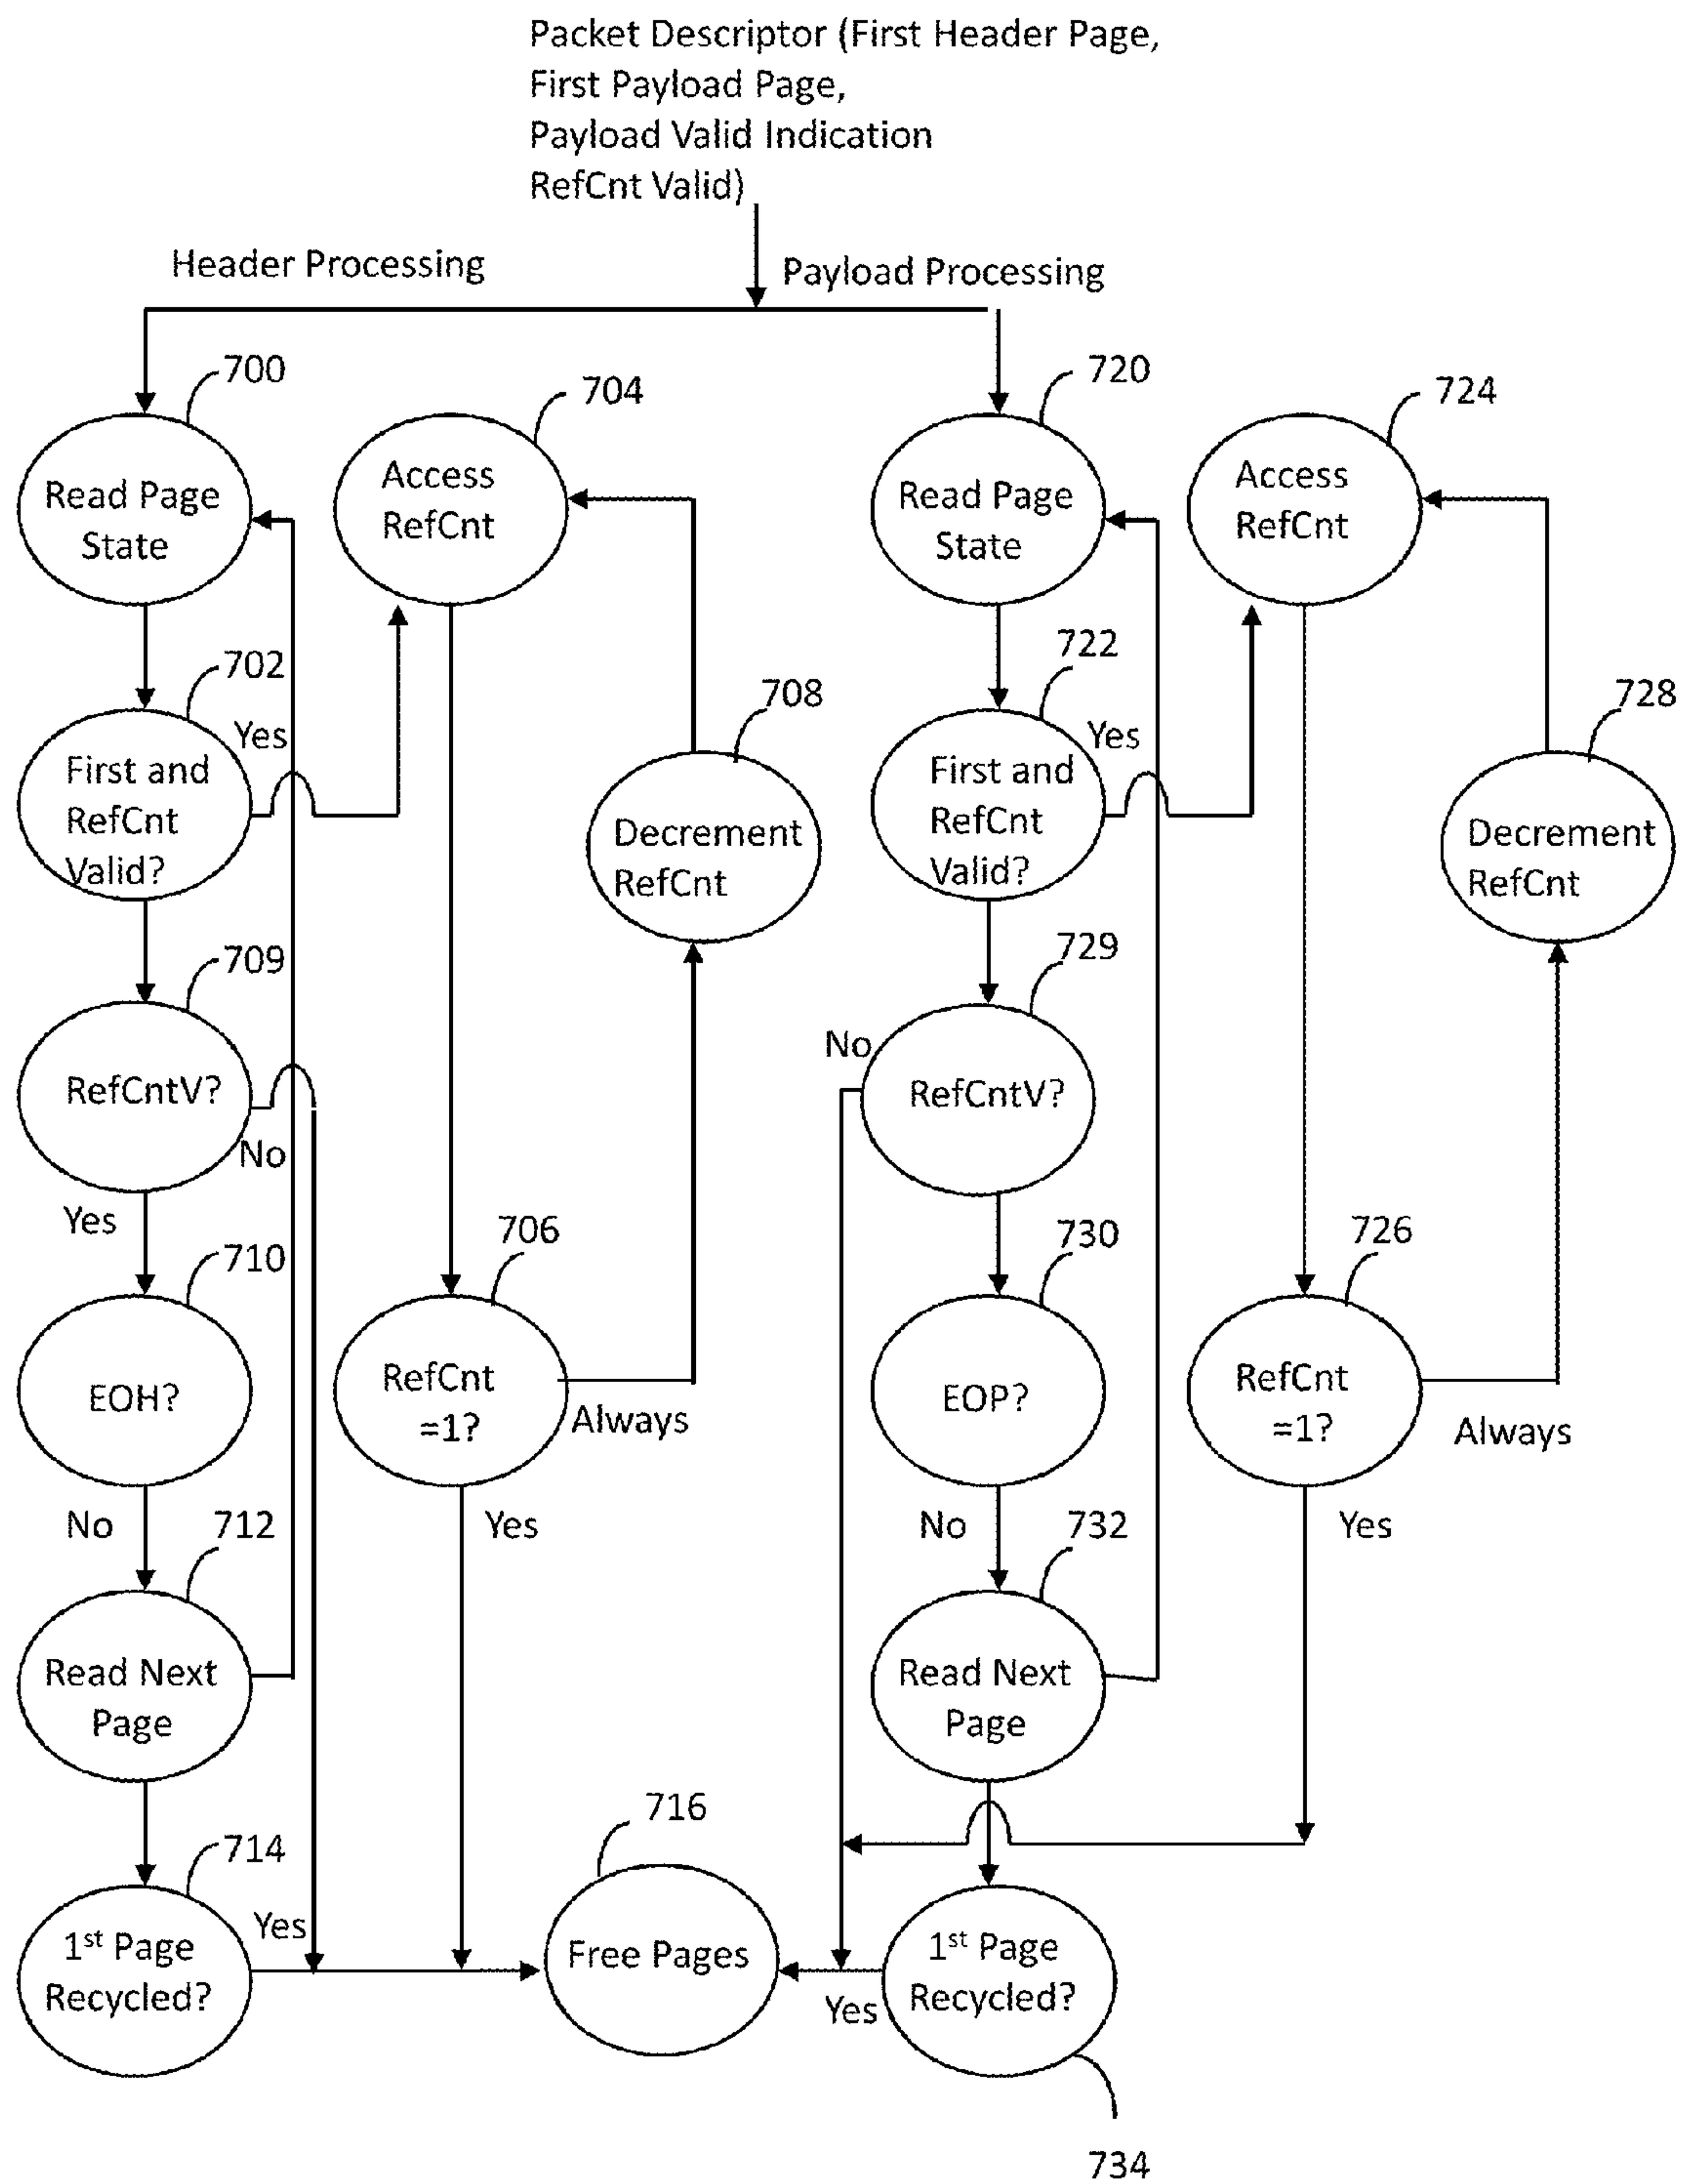 Packet Descriptor (First Header Page,
First Payload Page,
Payload Valid Indication
RefCnt Valid)
Header Processing
Payload Processing
700
704
720
724
Read Page
State
Access
RefCnt
Read Page
State
Access
RefCnt
702
722
708
728
Yes
Yes
First and
RefCnt
Valid?
Decrement
RefCnt
First and
RefCnt
Valid?
Decrement
RefCnt
709
729
No
RefCntV?
RefCntV?
No
Yes
706
726
710
730
EOH?
RefCnt
=1?
Always
EOP?
RefCnt
=1?
Always
No
712
Yes
No
732
Yes
Read Next
Page
Read Next
Page
716
714
Yes
1st Page
Recycled?
Free Pages
1st Page
Recycled?
Yes
734